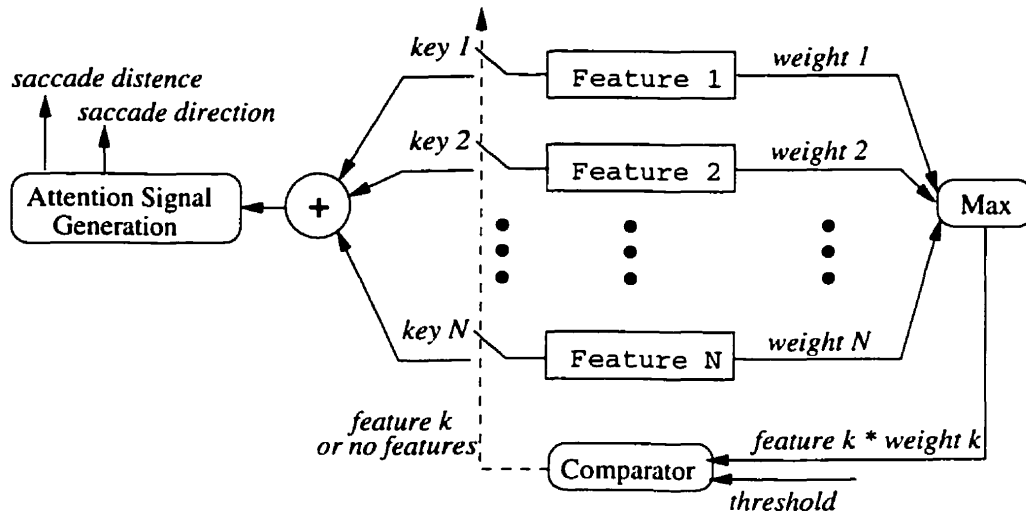 key 1
Feature 1
weight 1
saccade distence
saccade direction
key 2
Feature 2
weight 2
Attention Signal
Generation
+
Max
key N
Feature N
weight N
feature k
or no features
feature k * weight k
Comparator
threshold